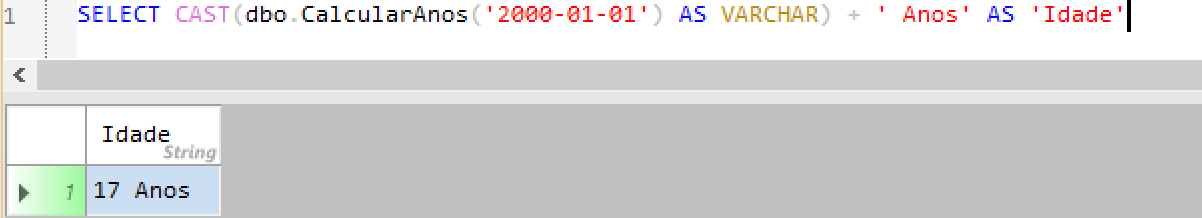 1 SELECT CAST(dbo.CalcularAnos('2000-01-01') AS VARCHAR) + ' Anos' AS 'Idade'
Idade
String
1 17 Anos